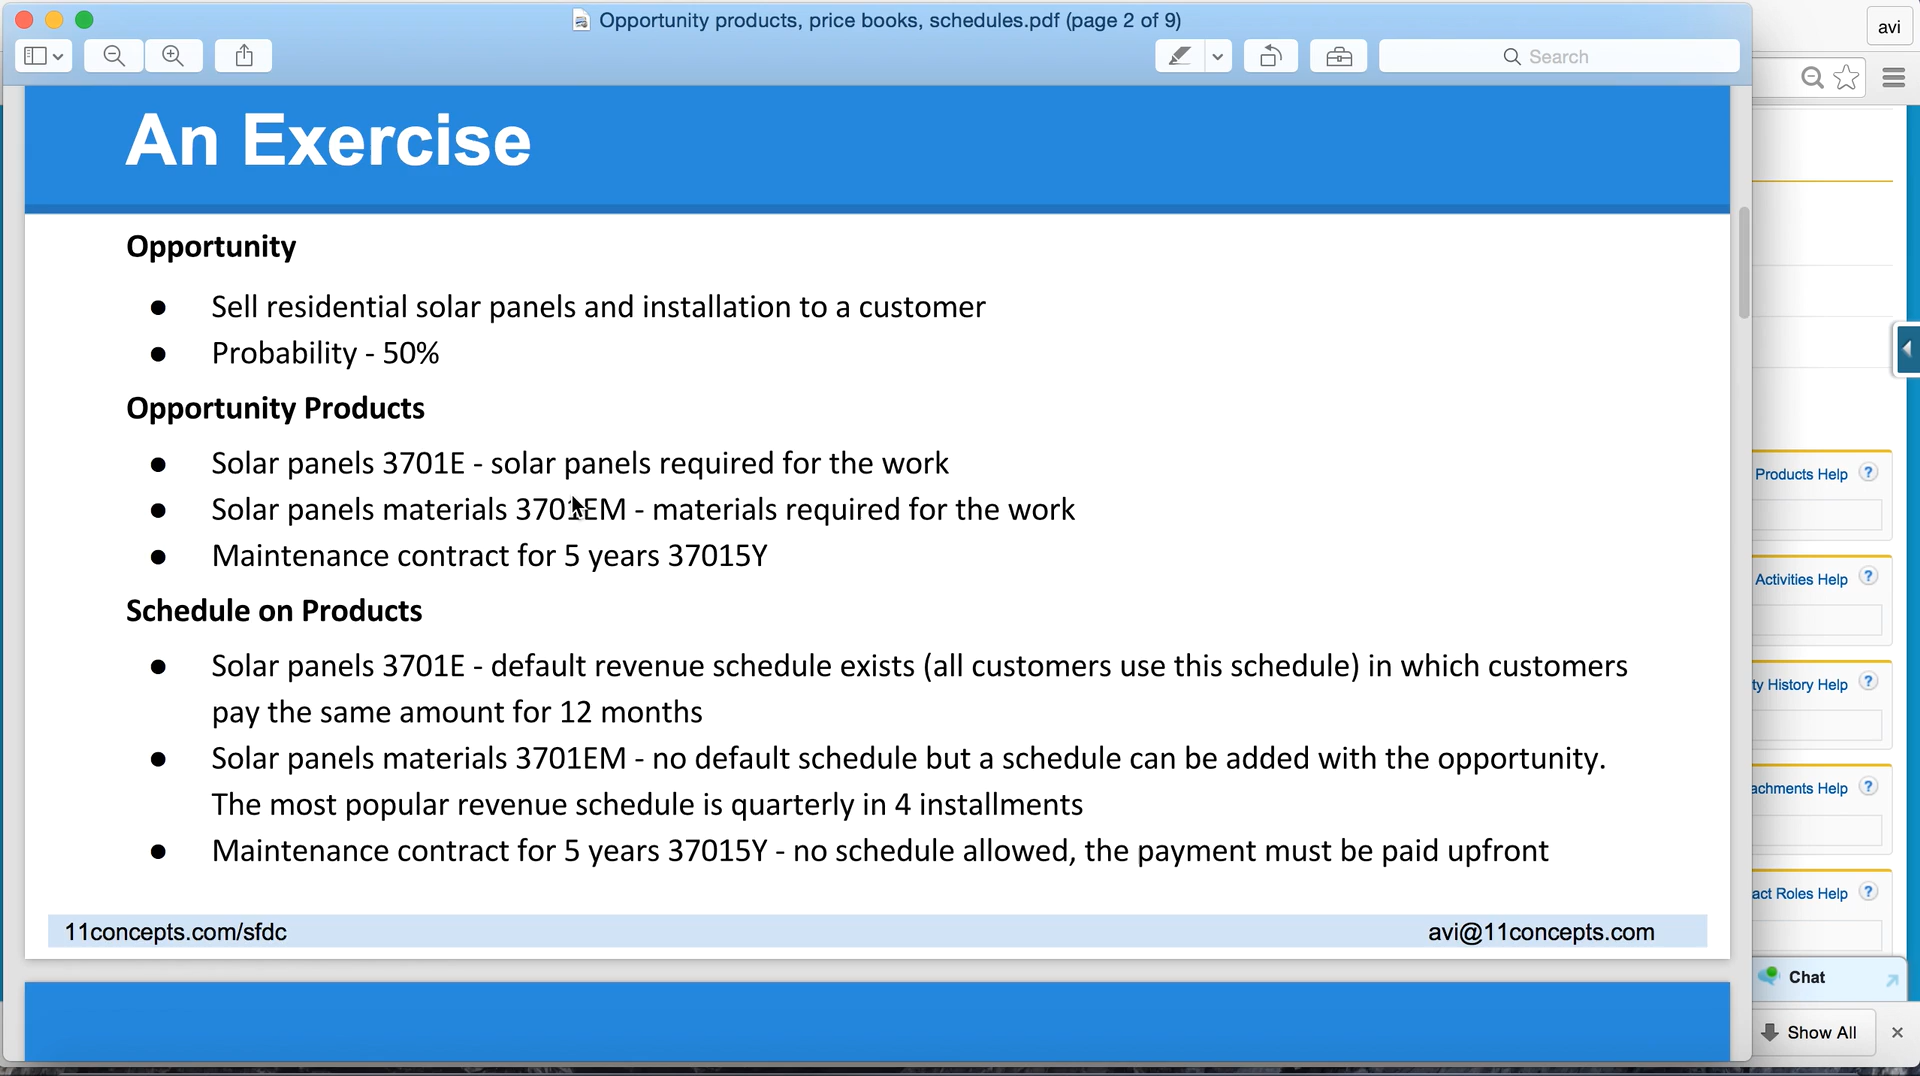 Opportunity products, price books, schedules.pdf (page 2 of 9)
avi
Search
An Exercise
Opportunity
● Sell residential solar panels and installation to a customer
● Probability - 50%
Opportunity Products
● Solar panels 3701E - solar panels required for the work
● Solar panels materials 3701EM - materials required for the work
● Maintenance contract for 5 years 37015Y
Schedule on Products
● Solar panels 3701E - default revenue schedule exists (all customers use this schedule) in which customers
pay the same amount for 12 months
● Solar panels materials 3701EM - no default schedule but a schedule can be added with the opportunity.
The most popular revenue schedule is quarterly in 4 installments
● Maintenance contract for 5 years 37015Y - no schedule allowed, the payment must be paid upfront
11concepts.com/sfdc
avi@11concepts.com
Products Help ?
Activities Help ?
ty History Help ?
achments Help ?
act Roles Help ?
Chat
Show All